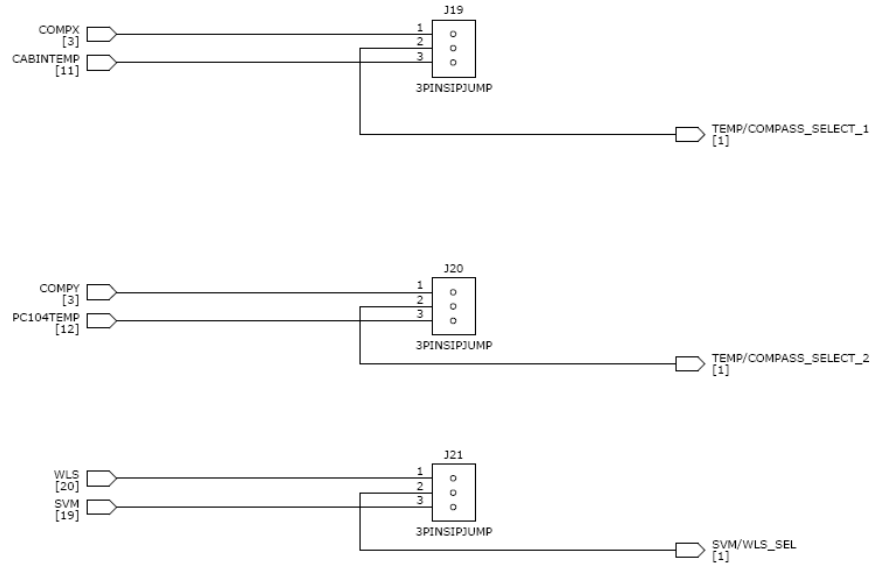 J19
COMPX
[3]
1
2
CABINTEMP
[11]
3
3PINSIPJUMP
TEMP/COMPASS_SELECT_1
[1]
J20
COMPY
[3]
1
2
PC104TEMP
[12]
3
3PINSIPJUMP
TEMP/COMPASS_SELECT_2
[1]
J21
WLS
[20]
1
2
SVM
[19]
3
3PINSIPJUMP
SVM/WLS_SEL
[1]